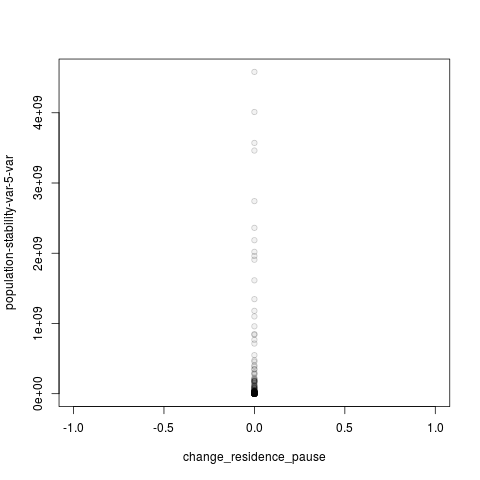 4e+09
3e+09
2e+09
1e+09
0e+00
population-stability-var-5-var
-1.0
-0.5
0.0
0.5
1.0
change_residence_pause